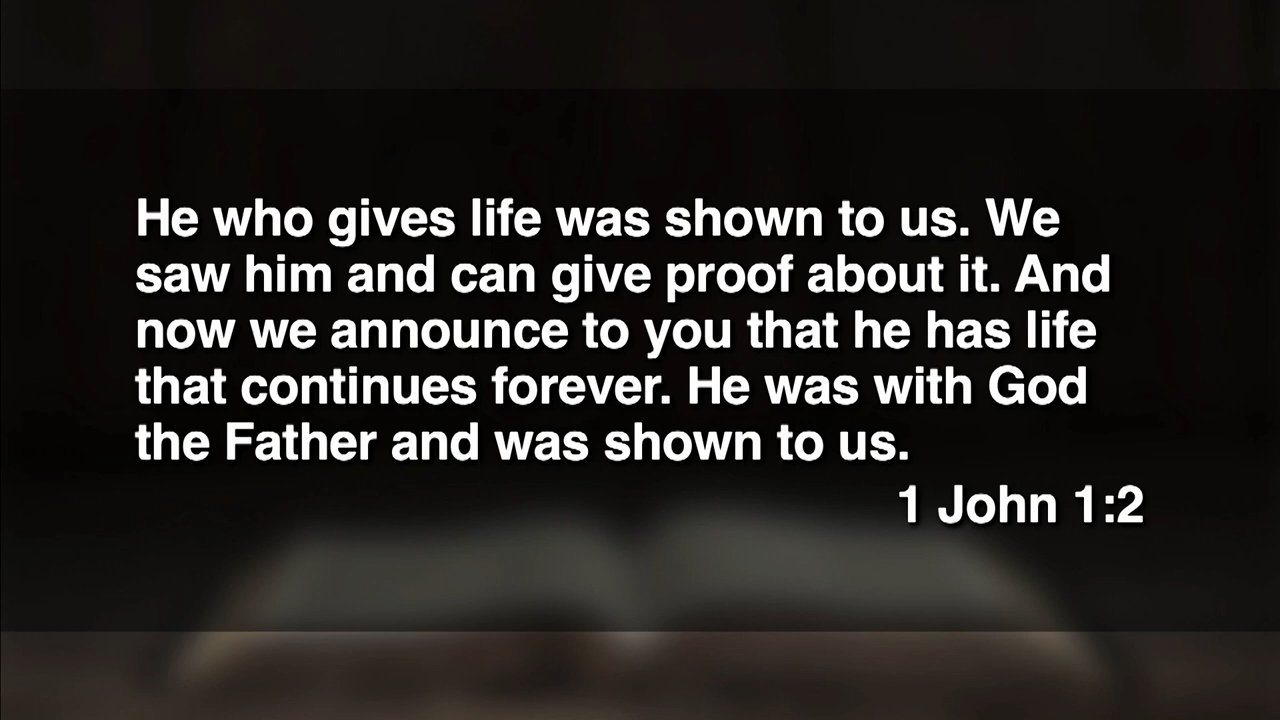 He who gives life was shown to us. We
saw him and can give proof about it. And
now we announce to you that he has life
that continues forever. He was with God
the Father and was shown to us.
1 John 1:2